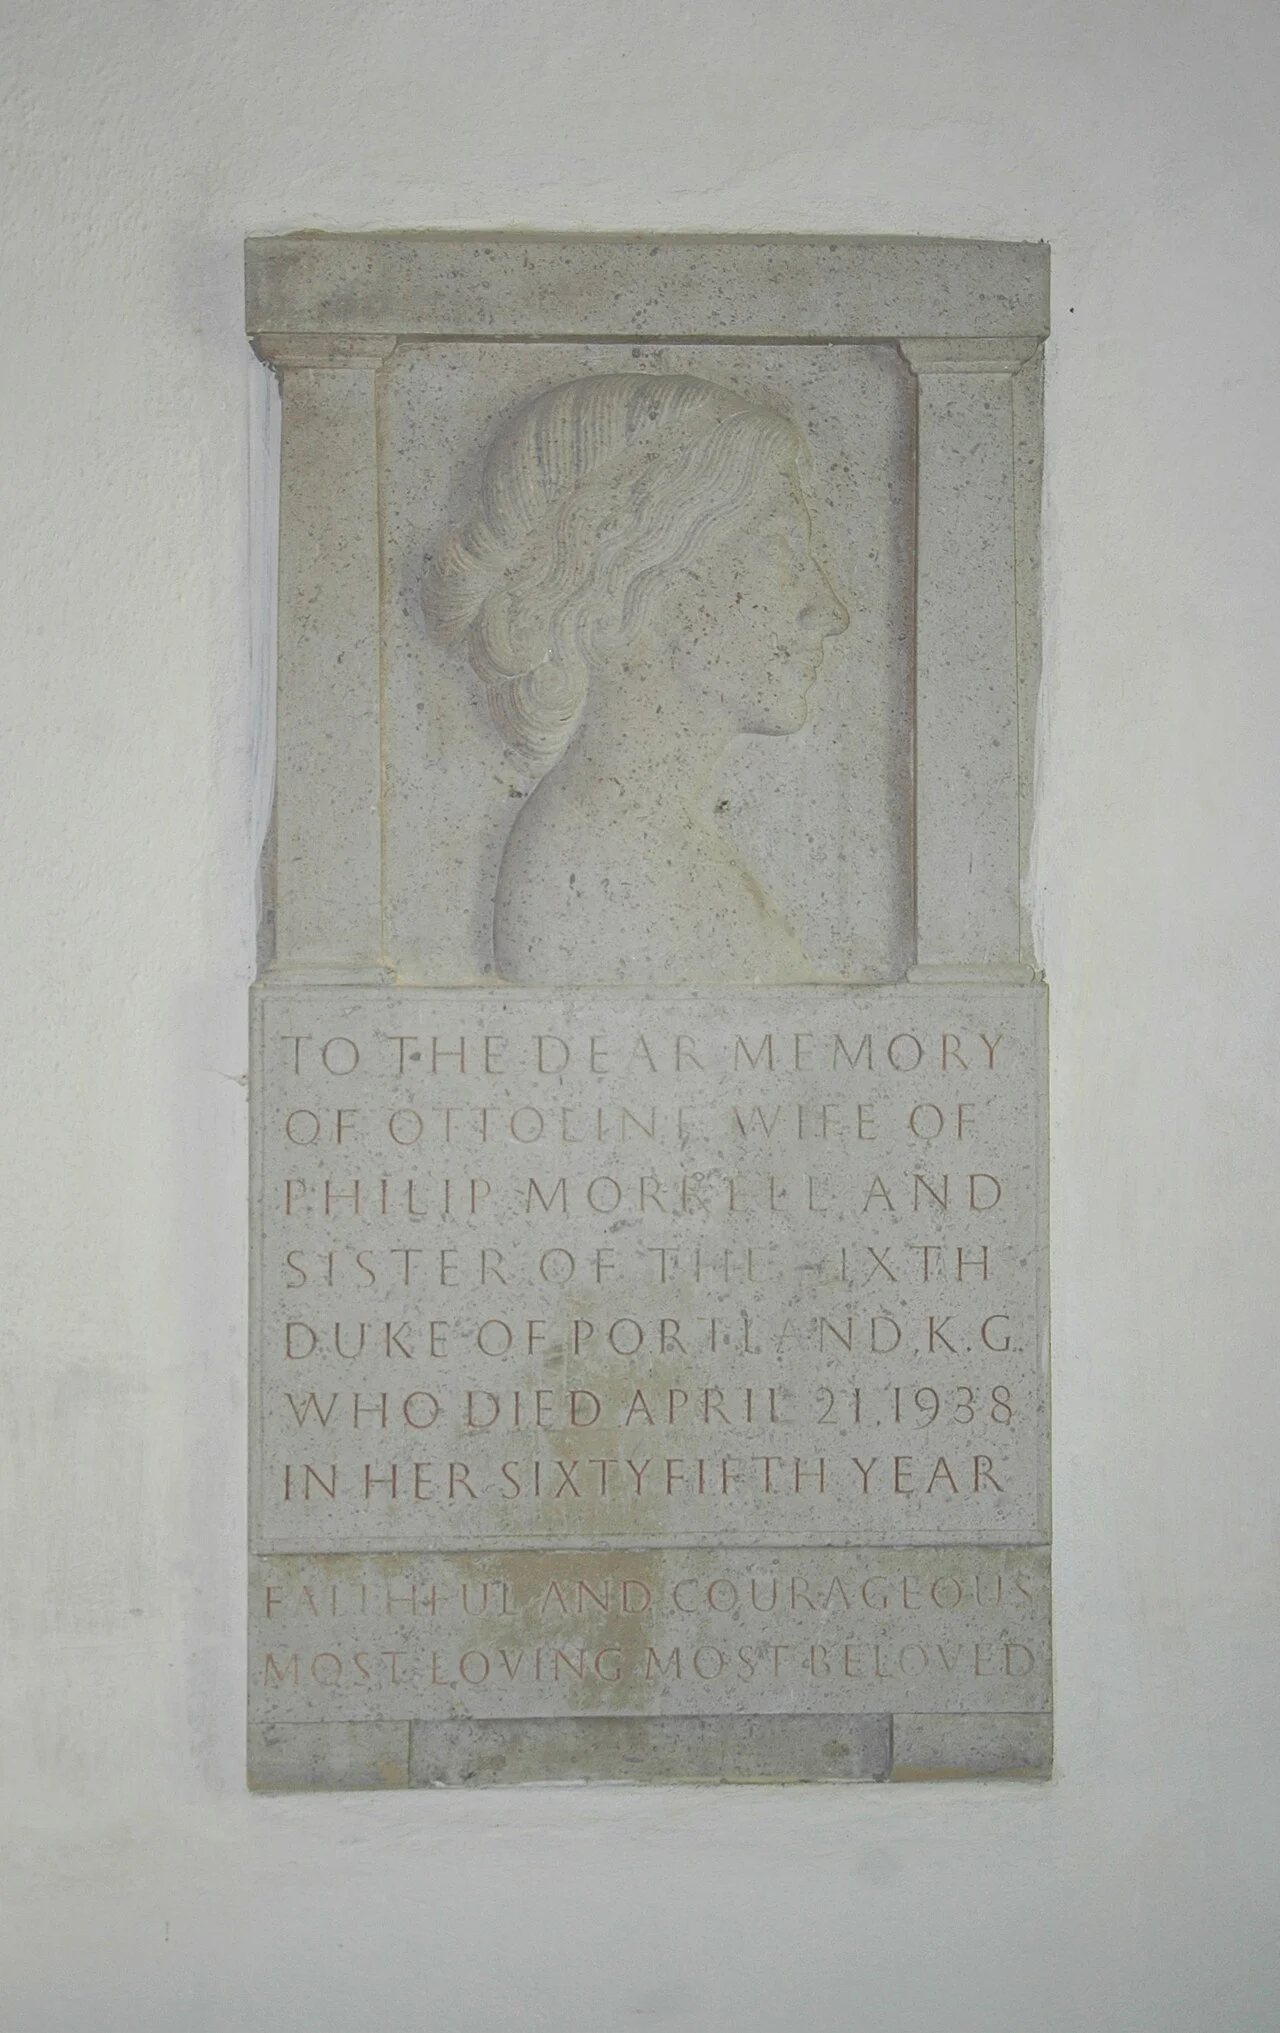 TO THE DEAR MEMORY
OF OTTOLINE WIFE OF
PHILIP MORRELL AND
SISTER OF THE SIXTH
DUKE OF PORTLAND, K.G.
WHO DIED APRIL 21, 1938
IN HER SIXTYFIFTH YEAR
FAITHFUL AND COURAGEOUS
MOST LOVING MOST BELOVED